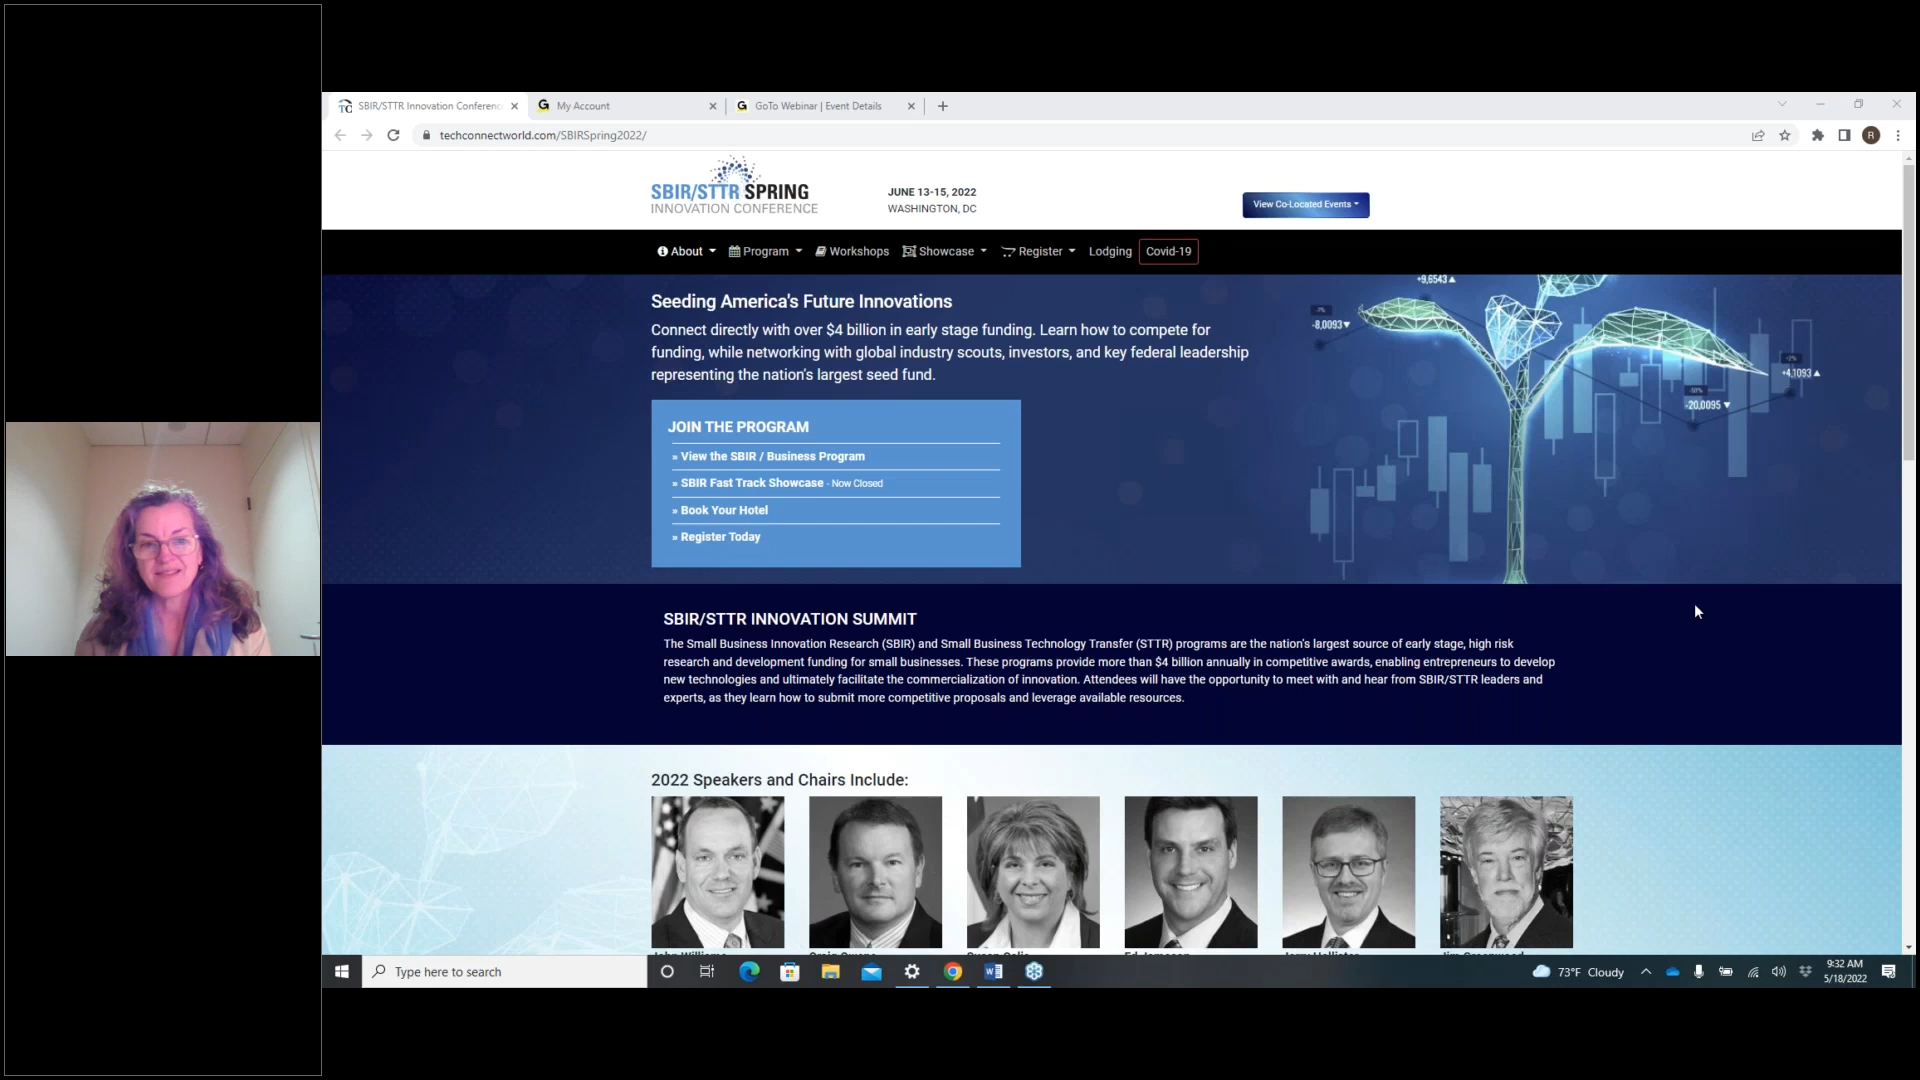 SBIR/STTR Innovation Conferenc
My Account
GoTo Webinar | Event Details
techconnectworld.com/SBIRSpring2022/
R
SBIR/STTR SPRING
INNOVATION CONFERENCE
JUNE 13-15, 2022
WASHINGTON, DC
View Co-Located Events
About Program Workshops Showcase Register Lodging Covid-19
Seeding America's Future Innovations
Connect directly with over $4 billion in early stage funding. Learn how to compete for
funding, while networking with global industry scouts, investors, and key federal leadership
representing the nation's largest seed fund.
+9,6543▲
-8,0093▼
+4,1093▲
-20,0095▼
JOIN THE PROGRAM
» View the SBIR / Business Program
» SBIR Fast Track Showcase - Now Closed
» Book Your Hotel
» Register Today
SBIR/STTR INNOVATION SUMMIT
The Small Business Innovation Research (SBIR) and Small Business Technology Transfer (STTR) programs are the nation's largest source of early stage, high risk
research and development funding for small businesses. These programs provide more than $4 billion annually in competitive awards, enabling entrepreneurs to develop
new technologies and ultimately facilitate the commercialization of innovation. Attendees will have the opportunity to meet with and hear from SBIR/STTR leaders and
experts, as they learn how to submit more competitive proposals and leverage available resources.
2022 Speakers and Chairs Include:
Type here to search
73°F Cloudy
9:32 AM
5/18/2022